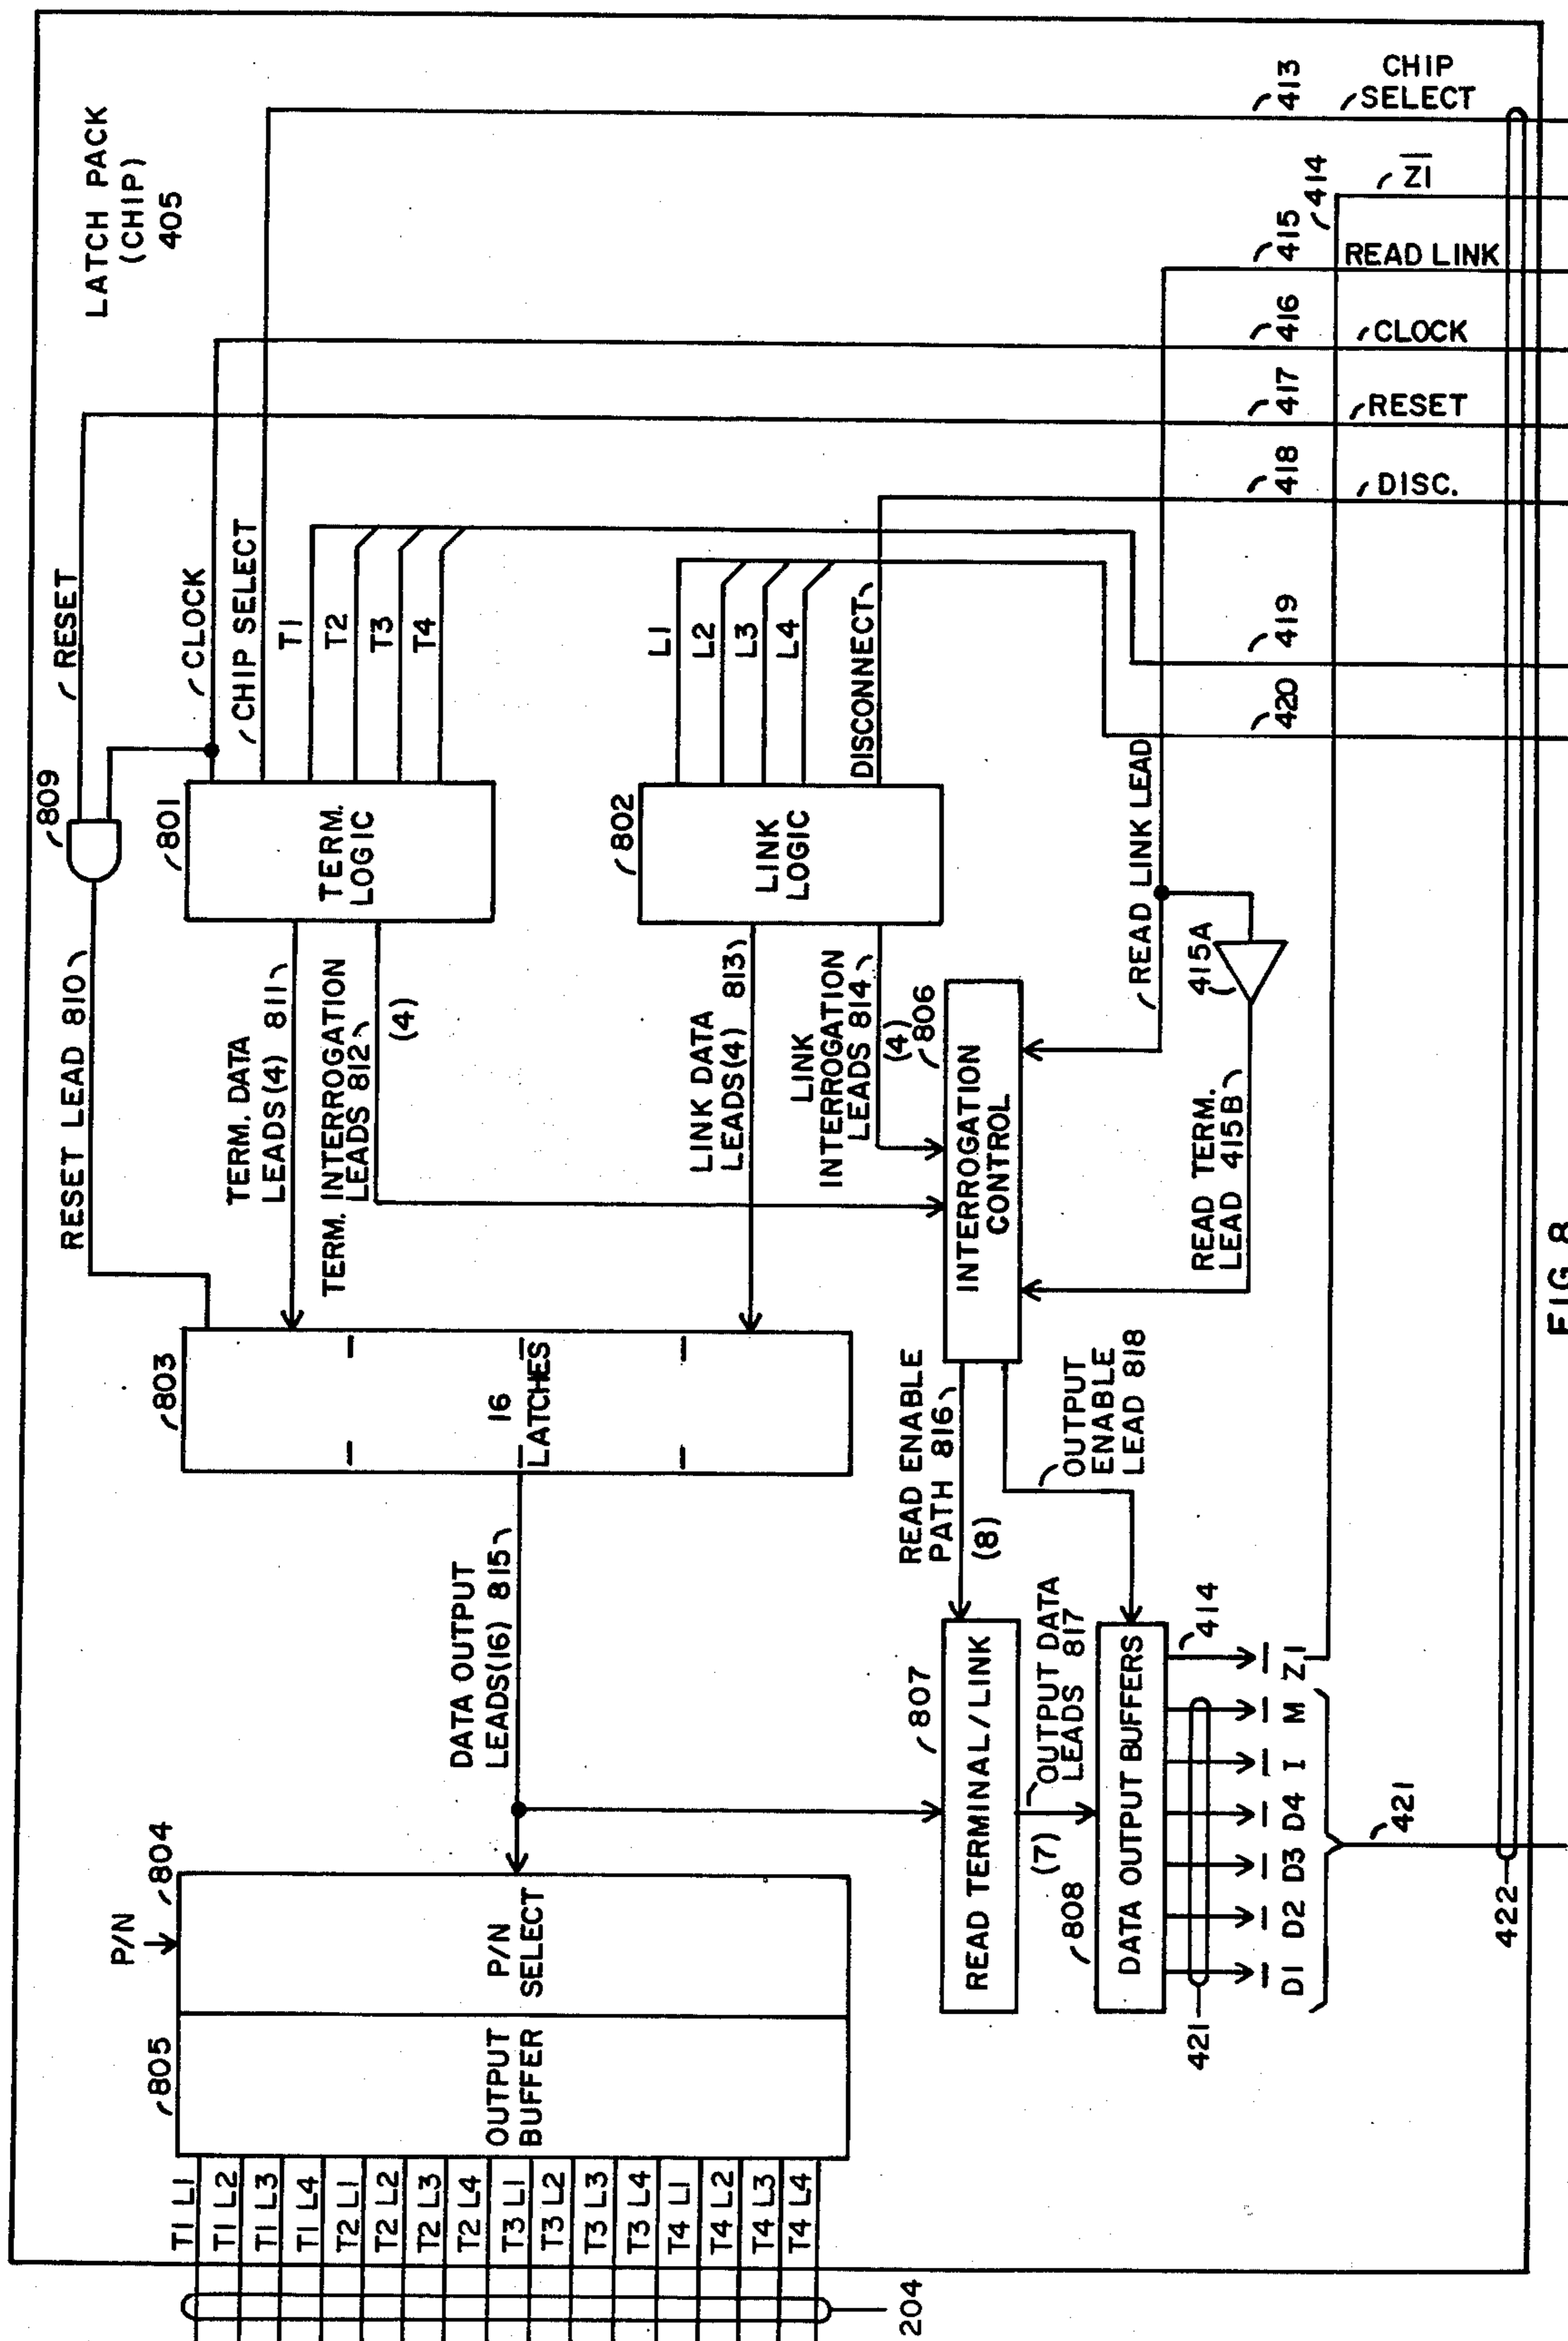 LATCH PACK
(CHIP)
405
RESET
CLOCK
CHIP SELECT
809
RESET LEAD 810
801
TERM.
LOGIC
T1
T2
T3
T4
TERM. DATA
LEADS(4) 811
TERM. INTERROGATION
LEADS 812
(4)
802
LINK
LOGIC
L1
L2
L3
L4
DISCONNECT
LINK DATA
LEADS(4) 813
LINK
INTERROGATION
LEADS 814
(4)
806
INTERROGATION
CONTROL
READ LINK LEAD
415A
READ TERM.
LEAD 415B
413
CHIP
SELECT
414
Z1
415
READ LINK
416
CLOCK
417
RESET
418
DISC.
419
420
803
16
LATCHES
DATA OUTPUT
LEADS(16) 815
READ ENABLE
PATH 816
(8)
OUTPUT
ENABLE
LEAD 818
P/N
804
P/N
SELECT
805
OUTPUT
BUFFER
807
READ TERMINAL/LINK
OUTPUT DATA
LEADS 817
(7)
808
DATA OUTPUT BUFFERS
414
421
D1 D2 D3 D4 I M Z1
421
422
T1 L1
T1 L2
T1 L3
T1 L4
T2 L1
T2 L2
T2 L3
T2 L4
T3 L1
T3 L2
T3 L3
T3 L4
T4 L1
T4 L2
T4 L3
T4 L4
204
FIG. 8